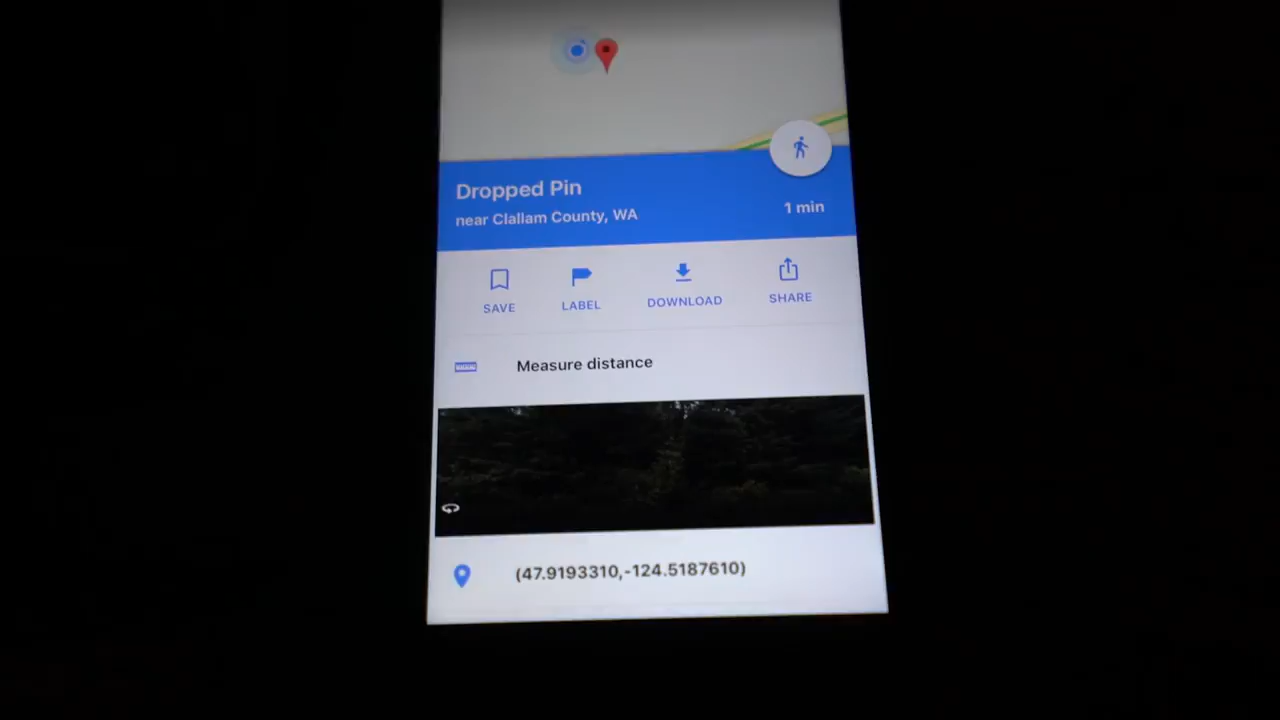 Dropped Pin
near Clallam County, WA
1 min
SAVE
LABEL
DOWNLOAD
SHARE
Measure distance
(47.9193310,-124.5187610)